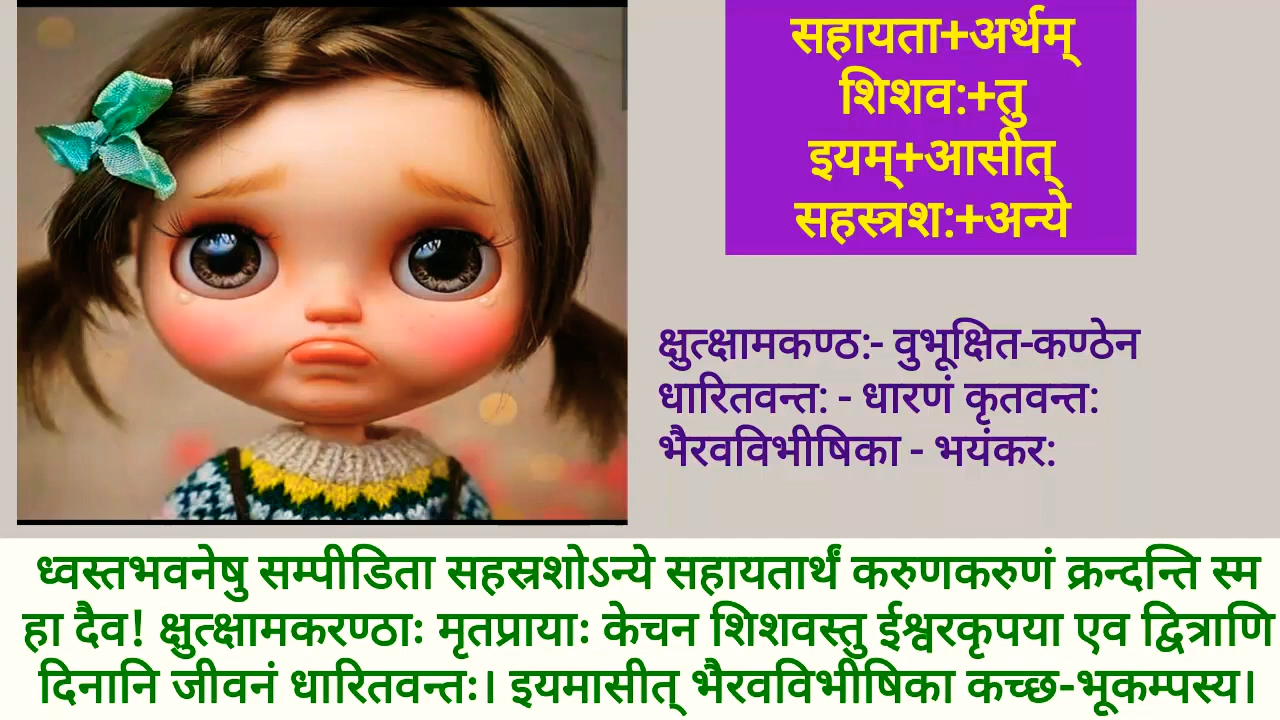 सहायता+अर्थम्
शिशव:+तु
इयम्+आसीत्
सहस्त्रश:+अन्ये
क्षुत्क्षामकण्ठ:- वुभूक्षित-कण्ठेन
धारितवन्त: - धारणं कृतवन्त:
भैरवविभीषिका - भयंकर:
ध्वस्तभवनेषु सम्पीडिता सहस्रशोऽन्ये सहायतार्थं करुणकरुणं क्रन्दन्ति स्म
हा दैव! क्षुत्क्षामकरण्ठाः मृतप्रायाः केचन शिशवस्तु ईश्वरकृपया एव द्वित्राणि
दिनानि जीवनं धारितवन्तः। इयमासीत् भैरवविभीषिका कच्छ-भूकम्पस्य।